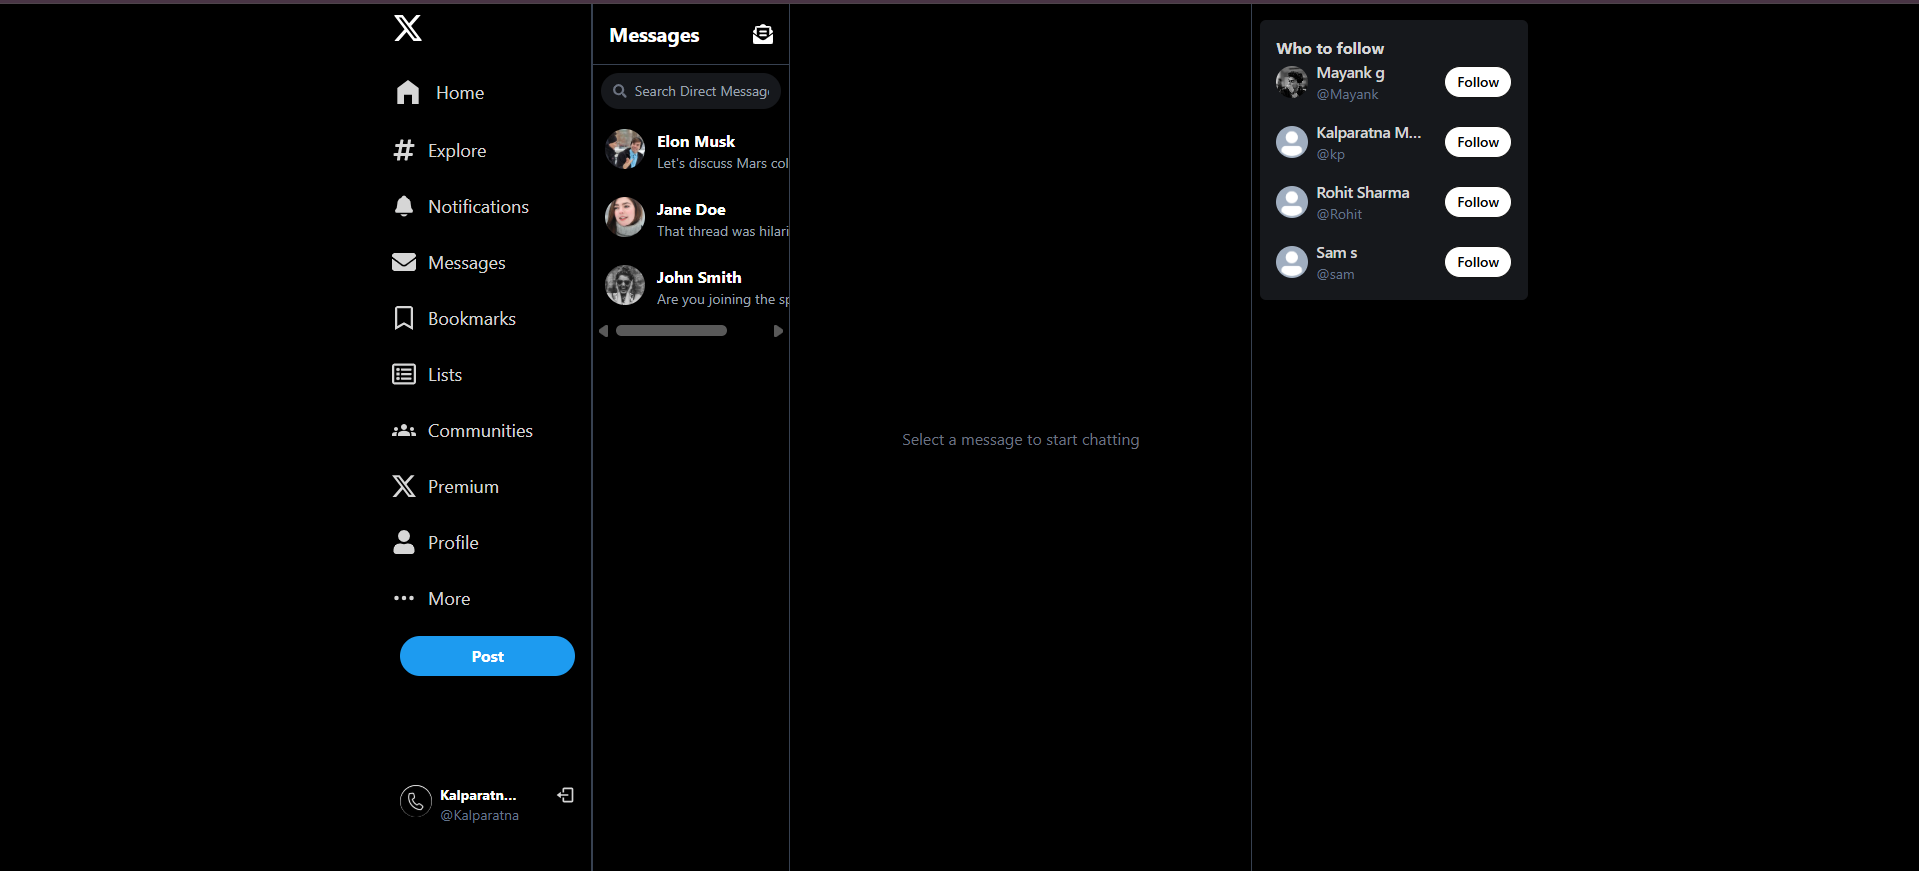 Home
Explore
Notifications
Messages
Bookmarks
Lists
Communities
Premium
Profile
More
Post
Kalparatn...
@Kalparatna
Messages
Search Direct Messag
Elon Musk
Let's discuss Mars col
Jane Doe
That thread was hilari
John Smith
Are you joining the sp
Select a message to start chatting
Who to follow
Mayank g
@Mayank
Follow
Kalparatna M...
@kp
Follow
Rohit Sharma
@Rohit
Follow
Sam s
@sam
Follow